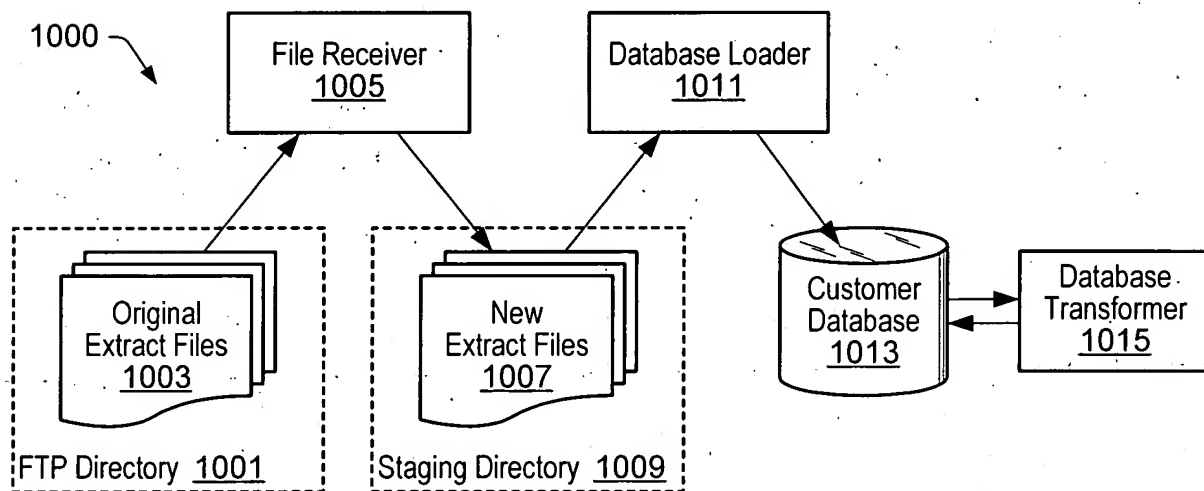 1000
File Receiver
1005
Database Loader
1011
Original
Extract Files
1003
FTP Directory 1001
New
Extract Files
1007
Staging Directory 1009
Customer
Database
1013
Database
Transformer
1015